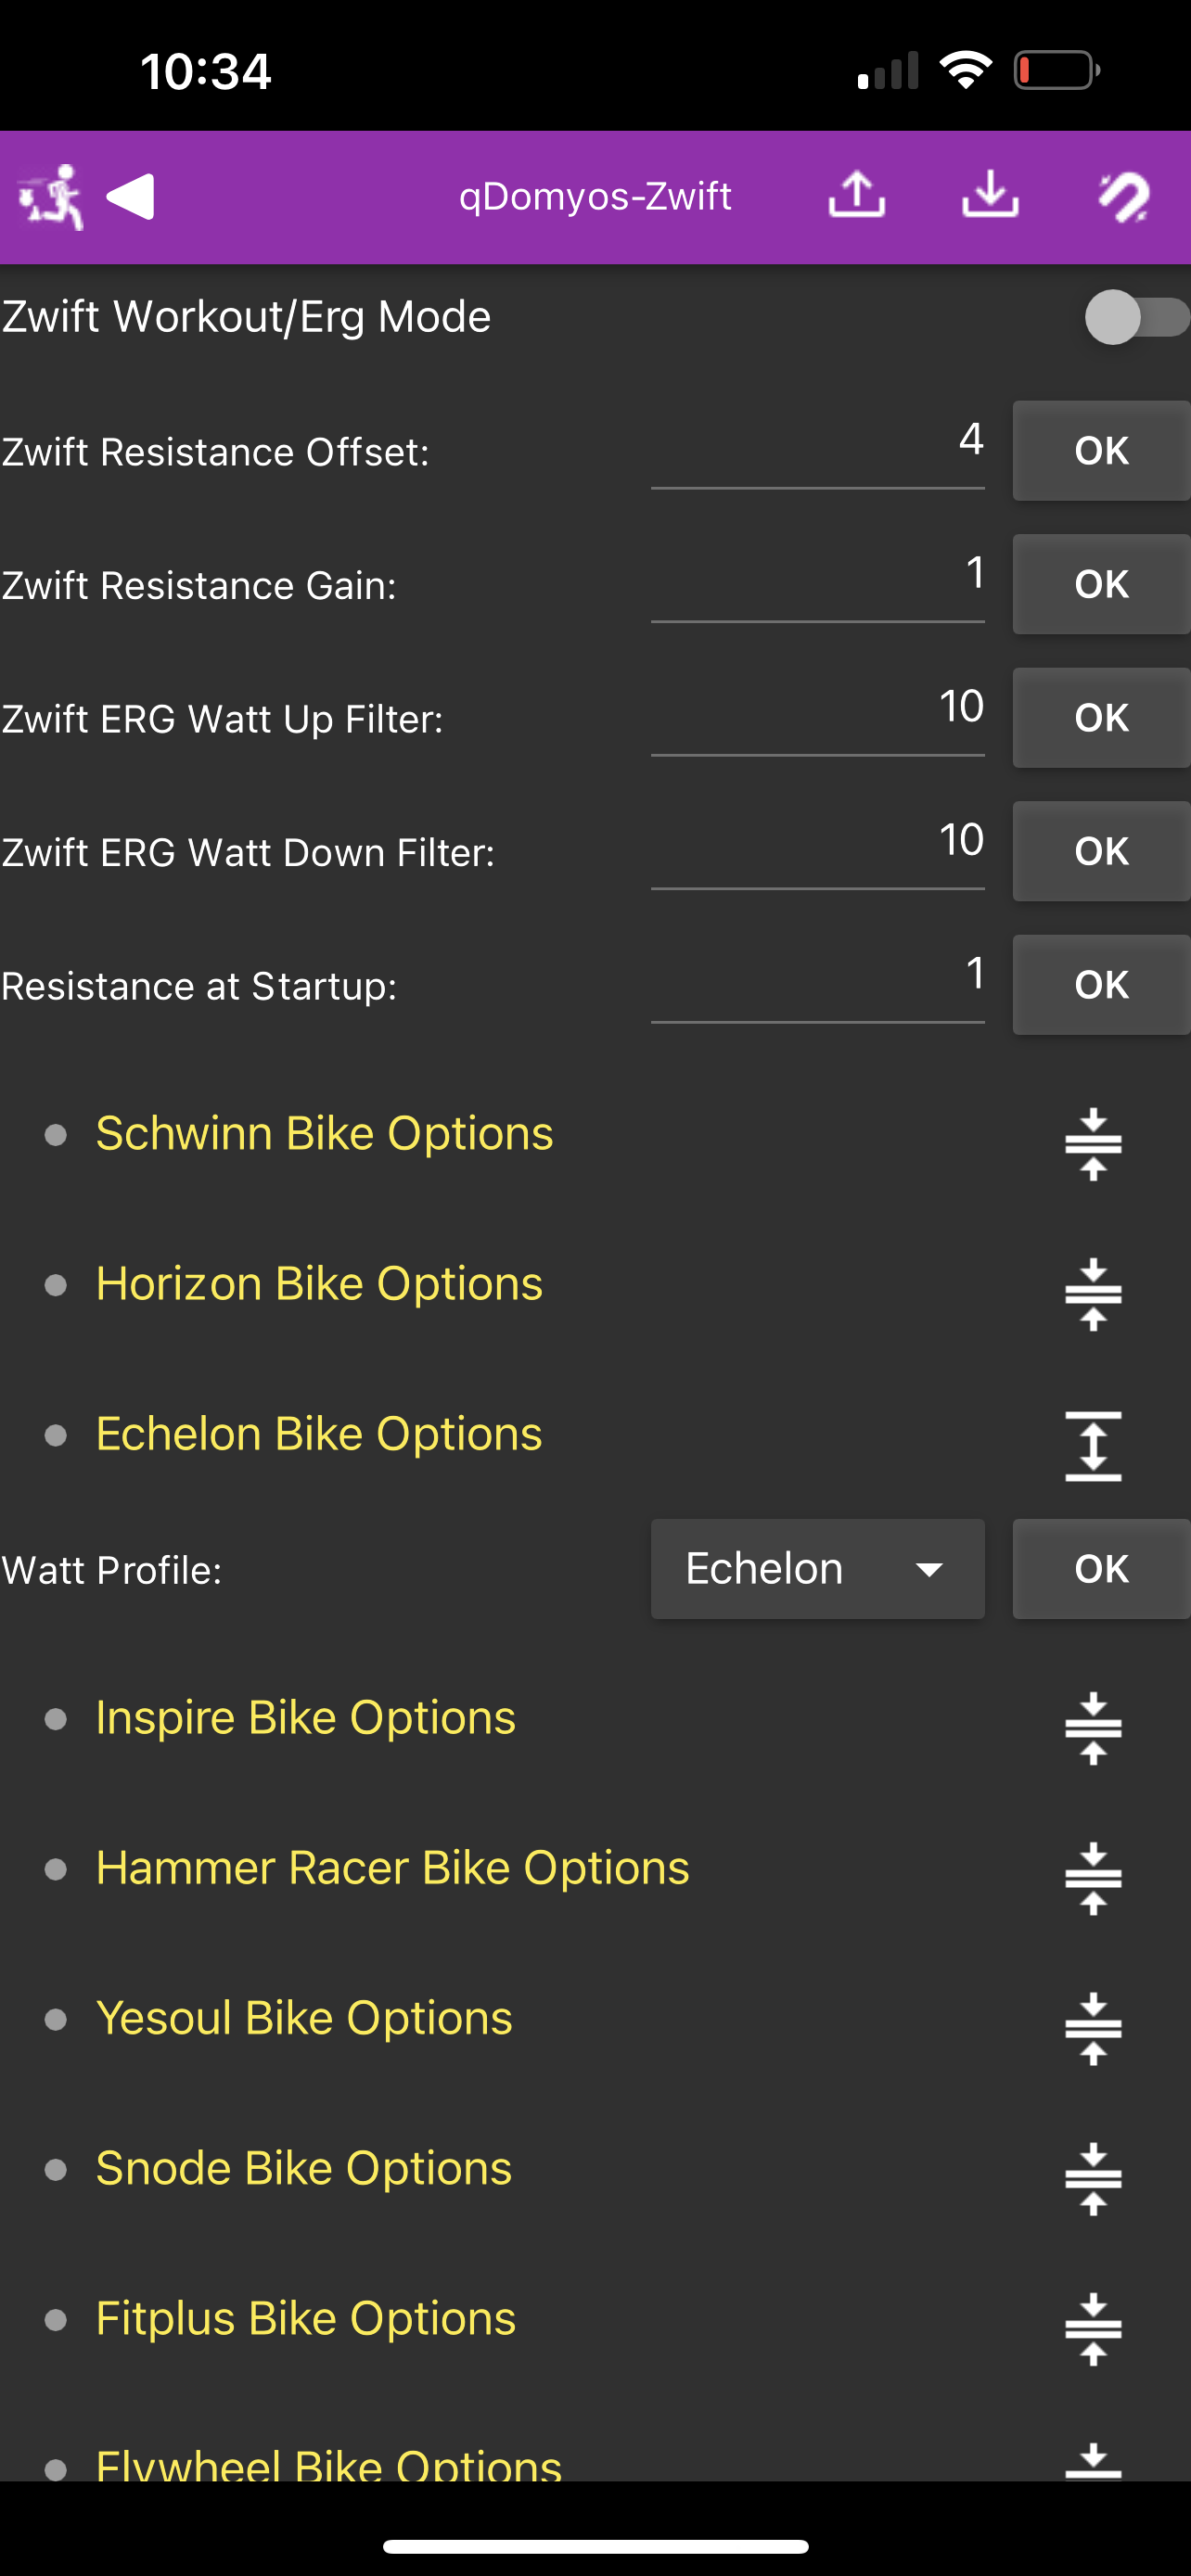 10:34
qDomyos-Zwift
Zwift Workout/Erg Mode
Zwift Resistance Offset: 4 OK
Zwift Resistance Gain: 1 OK
Zwift ERG Watt Up Filter: 10 OK
Zwift ERG Watt Down Filter: 10 OK
Resistance at Startup: 1 OK
Schwinn Bike Options
Horizon Bike Options
Echelon Bike Options
Watt Profile: Echelon OK
Inspire Bike Options
Hammer Racer Bike Options
Yesoul Bike Options
Snode Bike Options
Fitplus Bike Options
Flywheel Bike Options